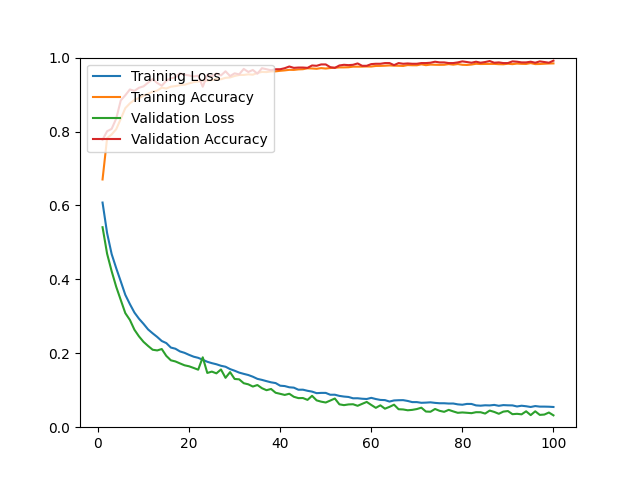 1.0
0.8
0.6
0.4
0.2
0.0
Training Loss
Training Accuracy
Validation Loss
Validation Accuracy
0 20 40 60 80 100